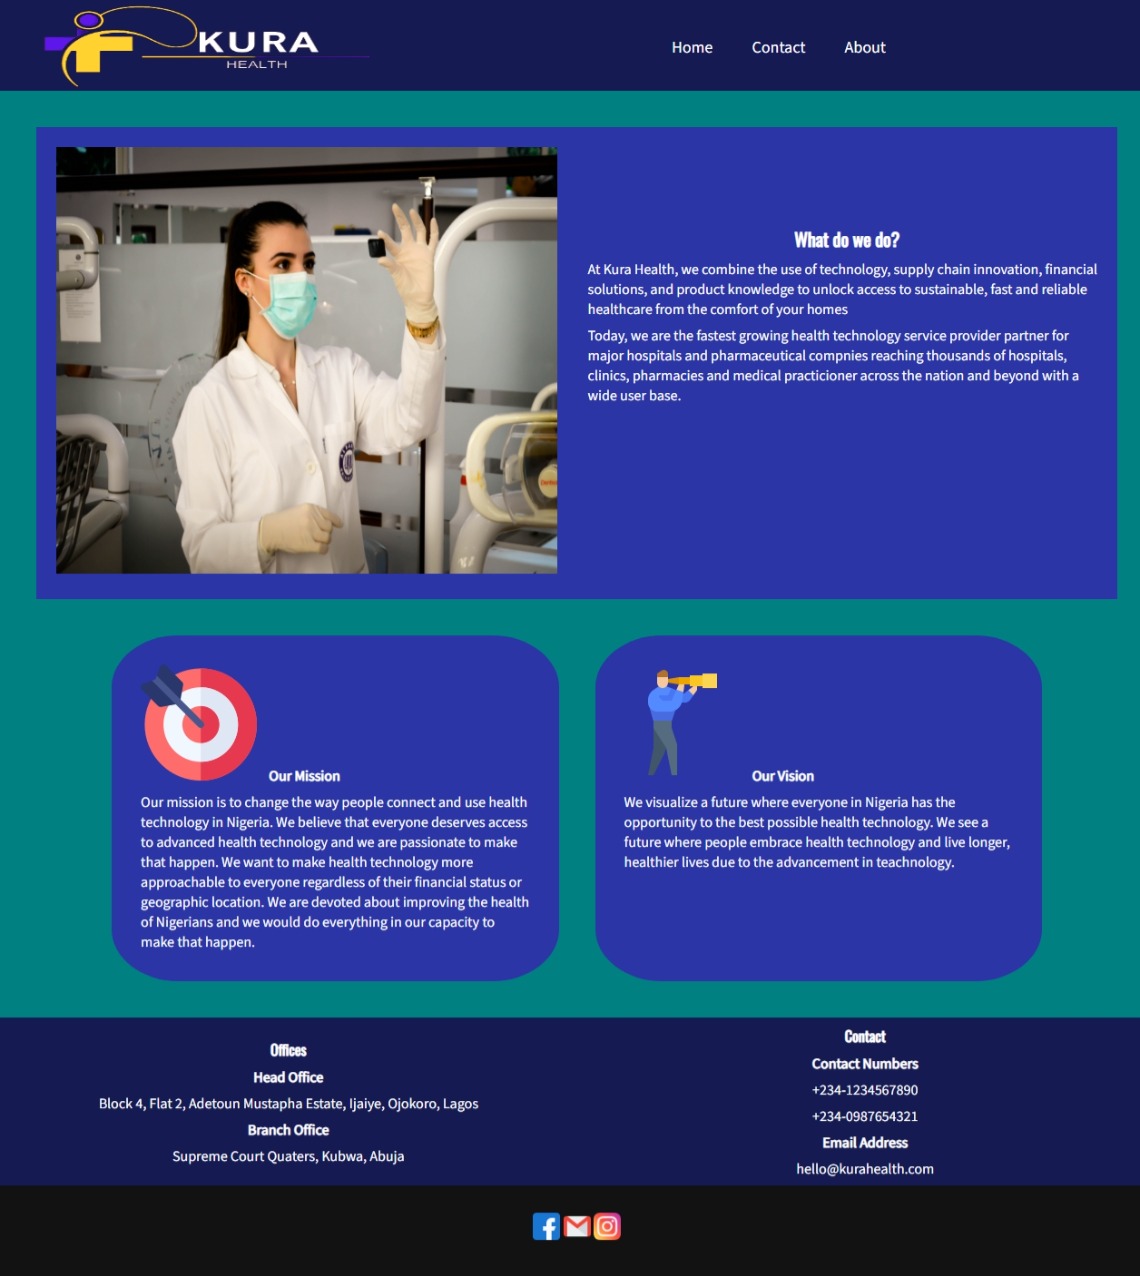 KURA
HEALTH
Home Contact About
What do we do?
At Kura Health, we combine the use of technology, supply chain innovation, financial
solutions, and product knowledge to unlock access to sustainable, fast and reliable
healthcare from the comfort of your homes
Today, we are the fastest growing health technology service provider partner for
major hospitals and pharmaceutical compnies reaching thousands of hospitals,
clinics, pharmacies and medical practicioner across the nation and beyond with a
wide user base.
Our Mission
Our mission is to change the way people connect and use health
technology in Nigeria. We believe that everyone deserves access
to advanced health technology and we are passionate to make
that happen. We want to make health technology more
approachable to everyone regardless of their financial status or
geographic location. We are devoted about improving the health
of Nigerians and we would do everything in our capacity to
make that happen.
Our Vision
We visualize a future where everyone in Nigeria has the
opportunity to the best possible health technology. We see a
future where people embrace health technology and live longer,
healthier lives due to the advancement in teachnology.
Offices
Head Office
Block 4, Flat 2, Adetoun Mustapha Estate, Ijaiye, Ojokoro, Lagos
Branch Office
Supreme Court Quaters, Kubwa, Abuja
Contact
Contact Numbers
+234-1234567890
+234-0987654321
Email Address
hello@kurahealth.com